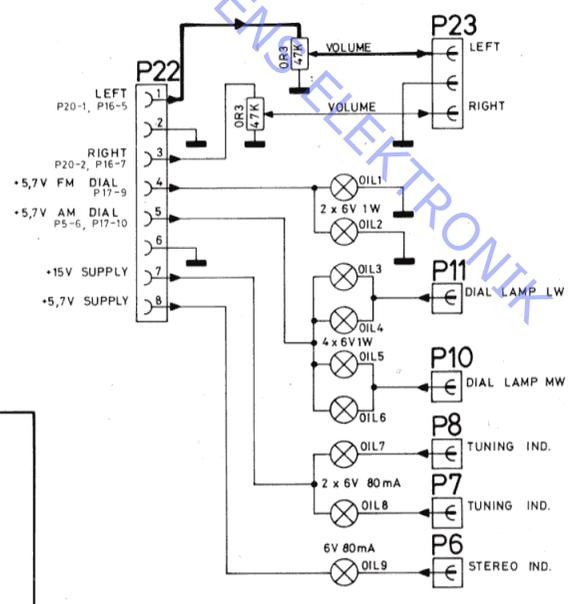 P23
LEFT
VOLUME
0R3
47K
P22
LEFT
P20-1, P16-5
1
VOLUME
RIGHT
0R3
47K
2
RIGHT
P20-2, P16-7
3
+5,7V FM DIAL
P17-9
4
0IL1
2 x 6V 1W
+5,7V AM DIAL
P5-6, P17-10
5
0IL2
6
+15V SUPPLY
7
0IL3
P11
DIAL LAMP LW
+5,7V SUPPLY
8
0IL4
4 x 6V 1W
0IL5
P10
DIAL LAMP MW
0IL6
P8
0IL7
TUNING IND.
2 x 6V 80mA
P7
0IL8
TUNING IND.
6V 80mA
P6
0IL9
STEREO IND.
ENS ELEKTRONIK